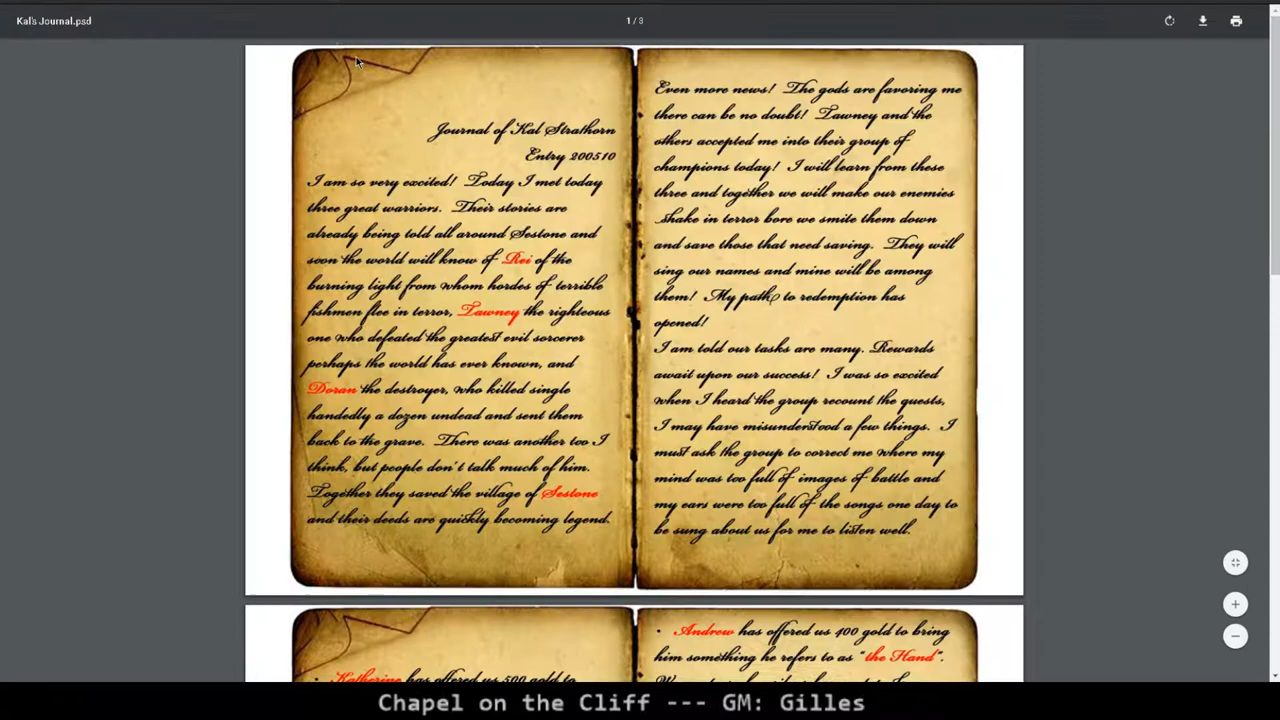 Kal's Journal.psd
1 / 3
Journal of Kal Strathorn
Entry 200510
I am so very excited! Today I met today
three great warriors. Their stories are
already being told all around Sestone and
soon the world will know of Rei of the
burning light from whom hordes of terrible
fishmen flee in terror, Tawney the righteous
one who defeated the greatest evil sorcerer
perhaps the world has ever known, and
Doran the destroyer, who killed single
handedly a dozen undead and sent them
back to the grave. There was another too I
think, but people don't talk much of him.
Together they saved the village of Sestone
and their deeds are quickly becoming legend.
Even more news! The gods are favoring me
there can be no doubt! Tawney and the
others accepted me into their group of
champions today! I will learn from these
three and together we will make our enemies
shake in terror bore we smite them down
and save those that need saving. They will
sing our names and mine will be among
them! My path to redemption has
opened!
I am told our tasks are many. Rewards
await upon our success! I was so excited
when I heard the group recount the quests,
I may have misunderstood a few things. I
must ask the group to correct me where my
mind was too full of images of battle and
my ears were too full of the songs one day to
be sung about us for me to listen well.
• Katherine has offered us 500 gold to
• Andrew has offered us 400 gold to bring
him something he refers to as "the Hand".
Chapel on the Cliff --- GM: Gilles